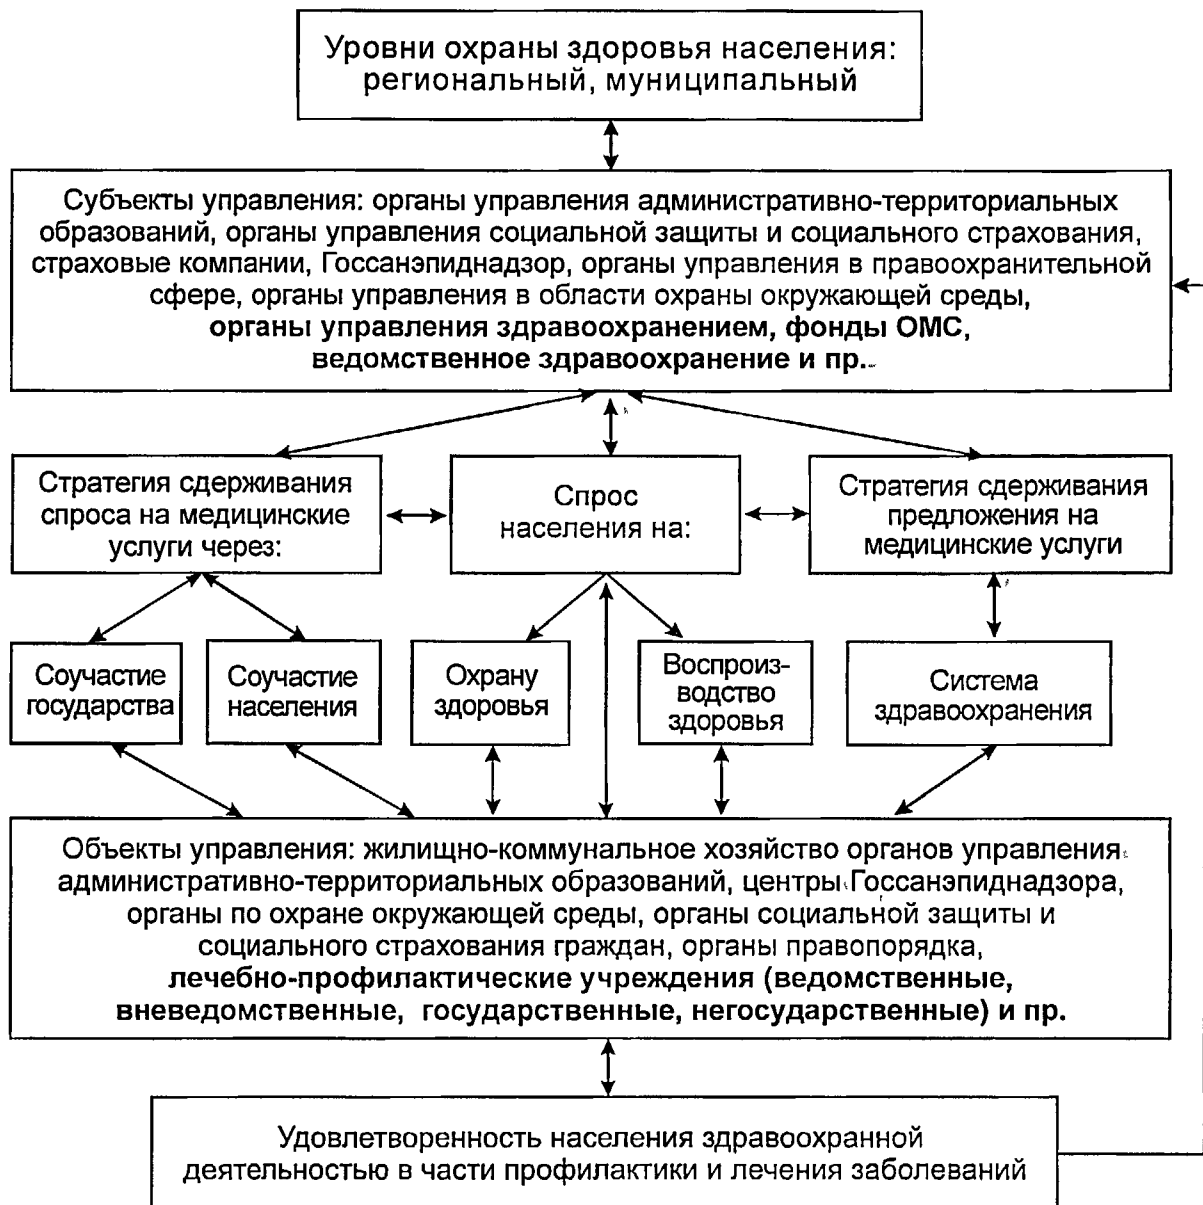 Уровни охраны здоровья населения:
региональный, муниципальный
Субъекты управления: органы управления административно-территориальных
образований, органы управления социальной защиты и социального страхования,
страховые компании, Госсанэпиднадзор, органы управления в правоохранительной
сфере, органы управления в области охраны окружающей среды,
органы управления здравоохранением, фонды ОМС,
ведомственное здравоохранение и пр.
Стратегия сдерживания
спроса на медицинские
услуги через:
Спрос
населения на:
Стратегия сдерживания
предложения на
медицинские услуги
Соучастие
государства
Соучастие
населения
Охрану
здоровья
Воспроиз-
водство
здоровья
Система
здравоохранения
Объекты управления: жилищно-коммунальное хозяйство органов управления
административно-территориальных образований, центры Госсанэпиднадзора,
органы по охране окружающей среды, органы социальной защиты и
социального страхования граждан, органы правопорядка,
лечебно-профилактические учреждения (ведомственные,
вневедомственные, государственные, негосударственные) и пр.
Удовлетворенность населения здравоохранной
деятельностью в части профилактики и лечения заболеваний